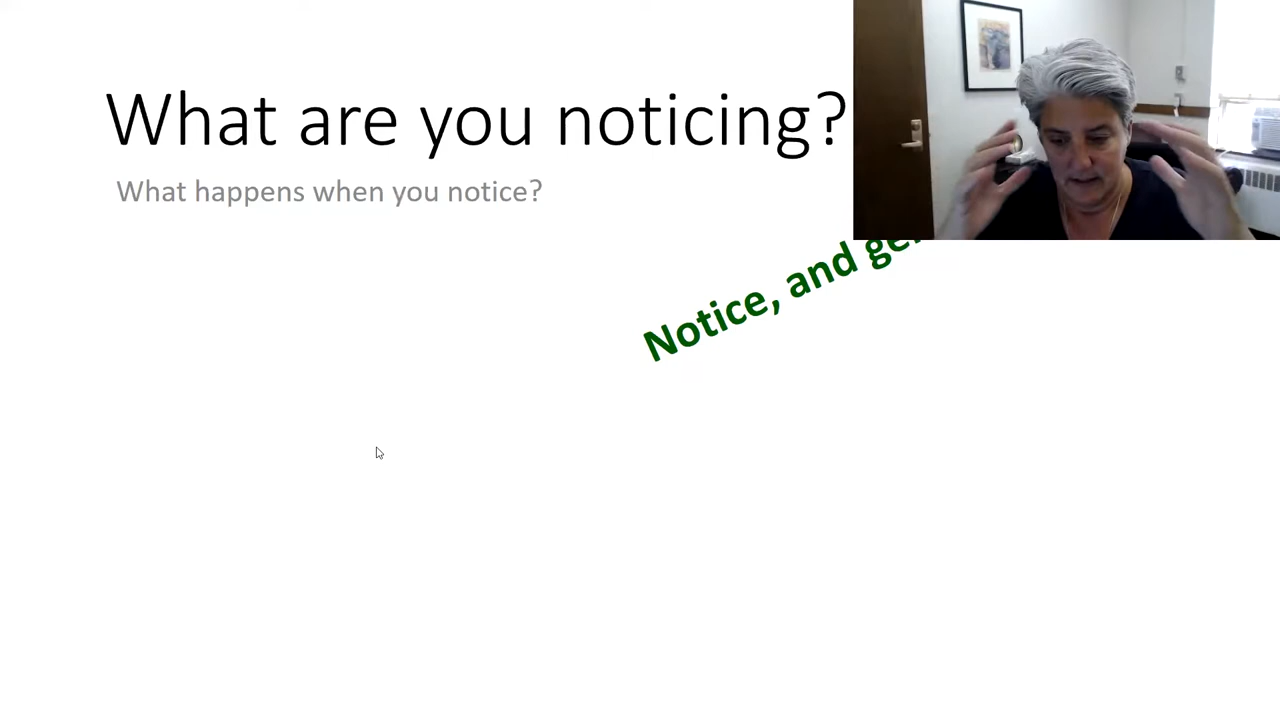 What are you noticing?
What happens when you notice?
Notice, and